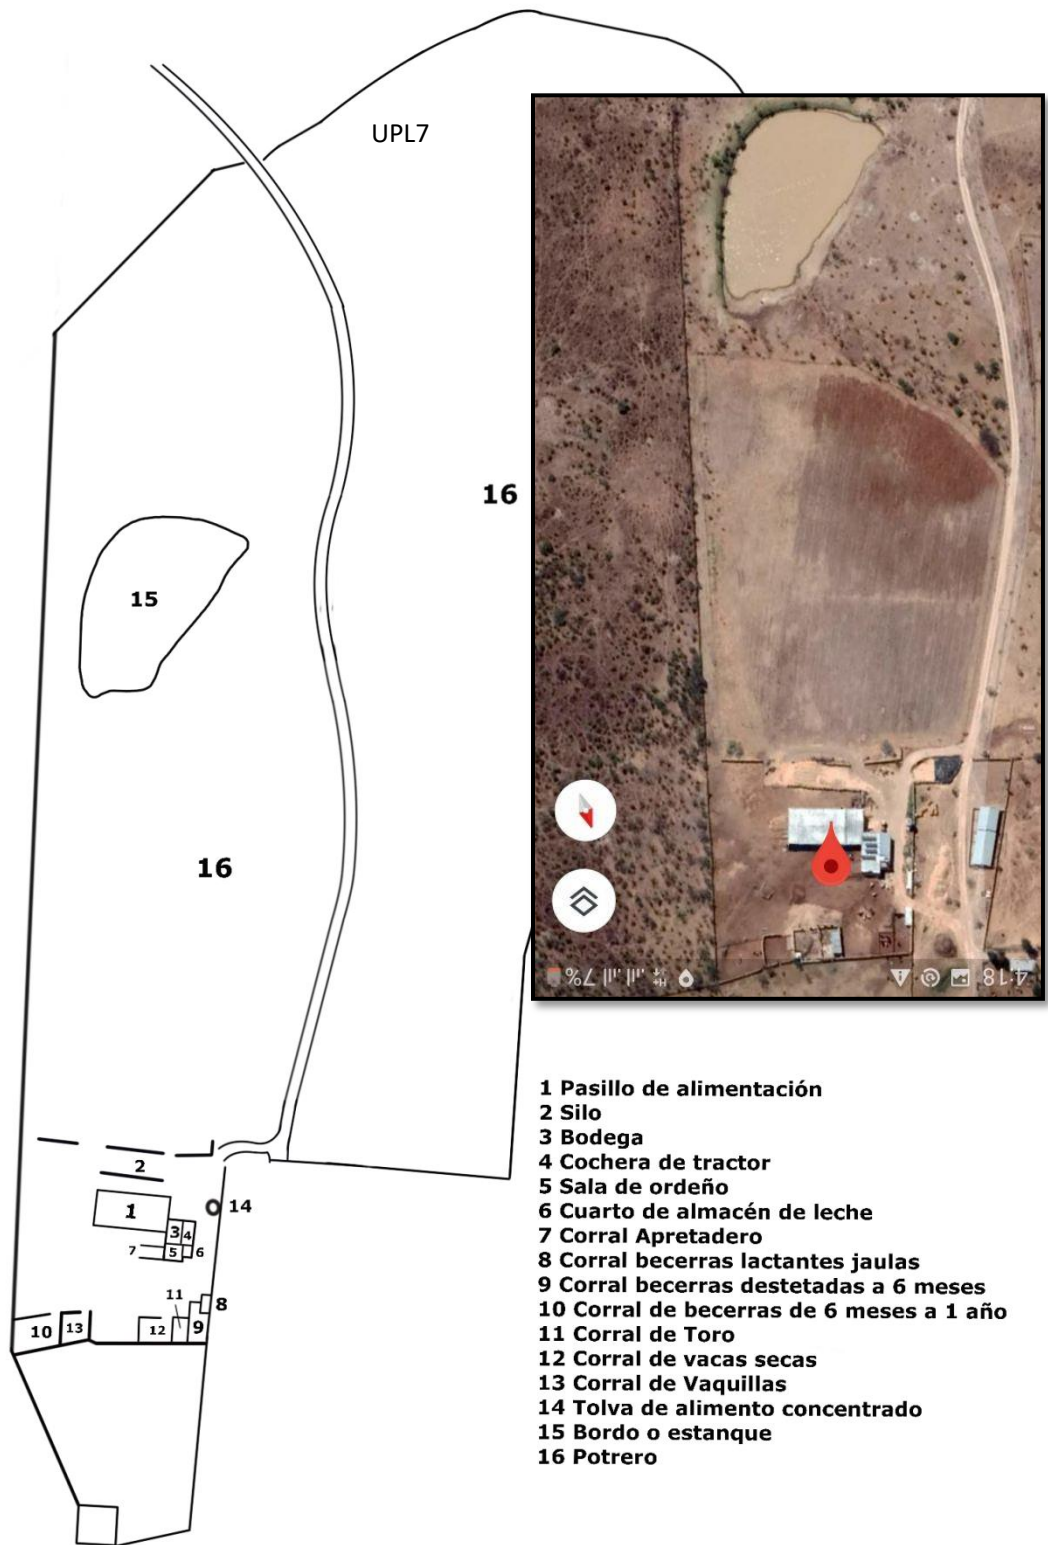 UPL7
16
15
16
7%
4:18
2
1
14
3
4
7
5
6
11
8
10
13
12
9
1 Pasillo de alimentación
2 Silo
3 Bodega
4 Cochera de tractor
5 Sala de ordeño
6 Cuarto de almacén de leche
7 Corral Apretadero
8 Corral becerras lactantes jaulas
9 Corral becerras destetadas a 6 meses
10 Corral de becerras de 6 meses a 1 año
11 Corral de Toro
12 Corral de vacas secas
13 Corral de Vaquillas
14 Tolva de alimento concentrado
15 Bordo o estanque
16 Potrero